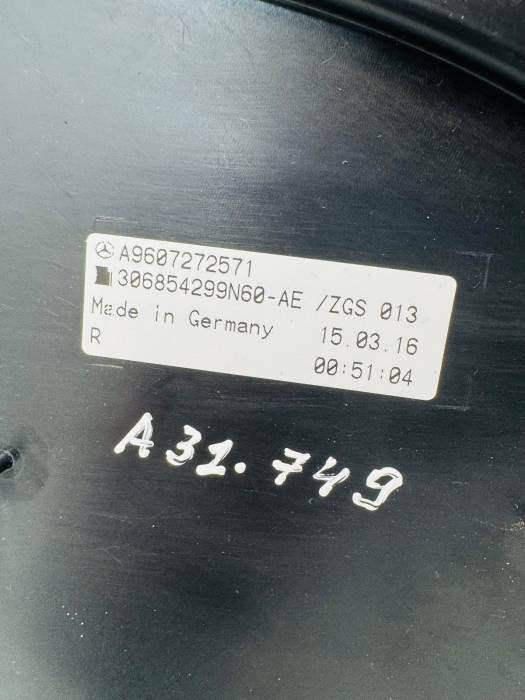 A9607272571
306854299N60-AE /ZGS 013
Made in Germany 15.03.16
R 00:51:04
A31.749